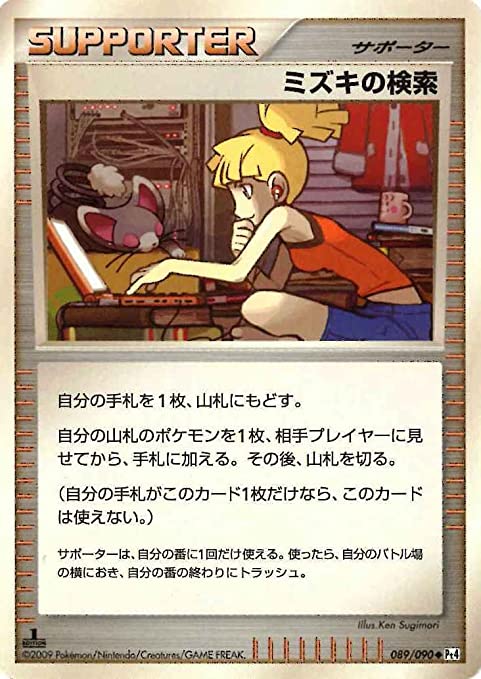 SUPPORTER
サポーター
ミズキの検索
自分の手札を1枚、山札にもどす。
自分の山札のポケモンを1枚、相手プレイヤーに見
せてから、手札に加える。その後、山札を切る。
（自分の手札がこのカード1枚だけなら、このカード
は使えない。）
サポーターは、自分の番に1回だけ使える。使ったら、自分のバトル場
の横におき、自分の番の終わりにトラッシュ。
Illus.Ken Sugimori
1
EDITION
©2009 Pokémon/Nintendo/Creatures/GAME FREAK.
089/090◆ Pt4